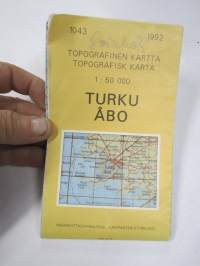 1043 1992
TOPOGRAFINEN KARTTA
TOPOGRAFISK KARTA
1 : 50 000
TURKU
ÅBO